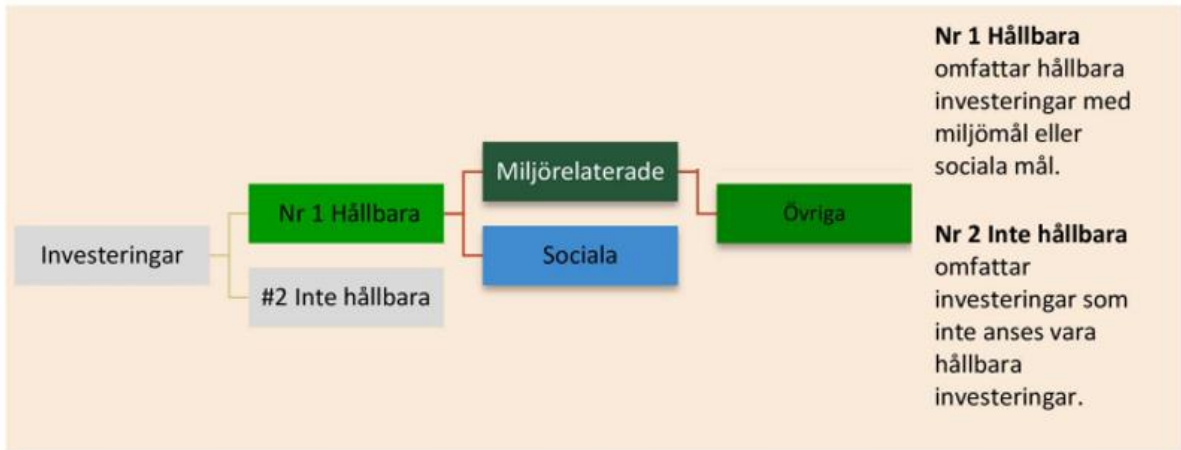 Investeringar
Nr 1 Hållbara
#2 Inte hållbara
Miljörelaterade
Sociala
Övriga
Nr 1 Hållbara
omfattar hållbara
investeringar med
miljömål eller
sociala mål.
Nr 2 Inte hållbara
omfattar
investeringar som
inte anses vara
hållbara
investeringar.